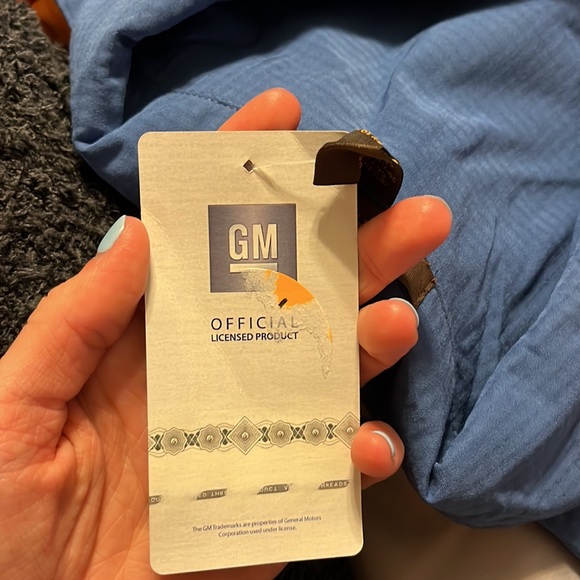 GM
OFFICIAL
LICENSED PRODUCT
The GM Trademarks are properties of General Motors
Corporation used under license.